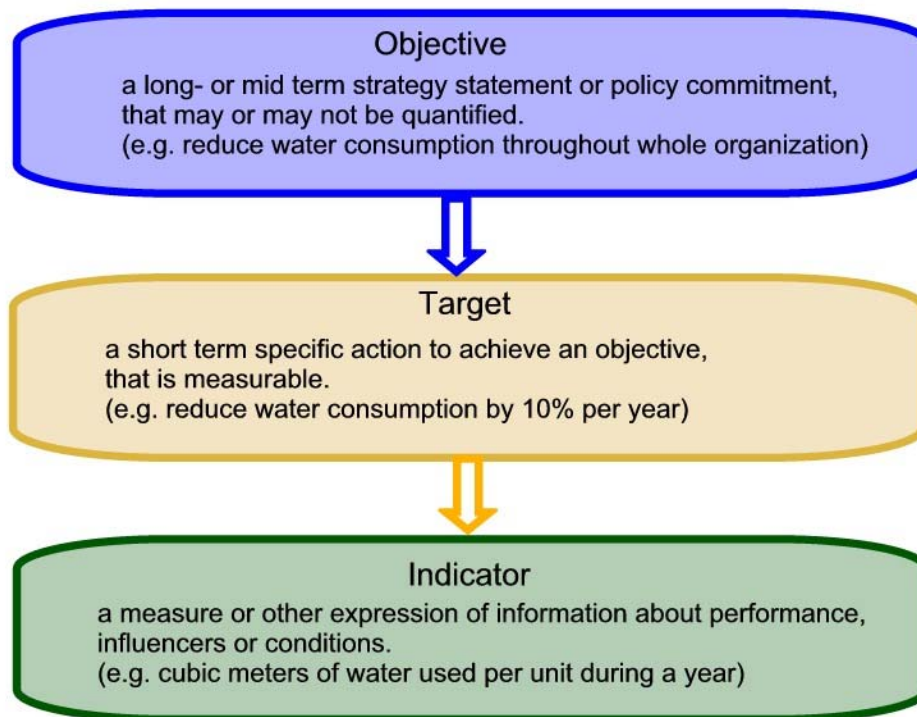 Objective
a long- or mid term strategy statement or policy commitment,
that may or may not be quantified.
(e.g. reduce water consumption throughout whole organization)
Target
a short term specific action to achieve an objective,
that is measurable.
(e.g. reduce water consumption by 10% per year)
Indicator
a measure or other expression of information about performance,
influencers or conditions.
(e.g. cubic meters of water used per unit during a year)